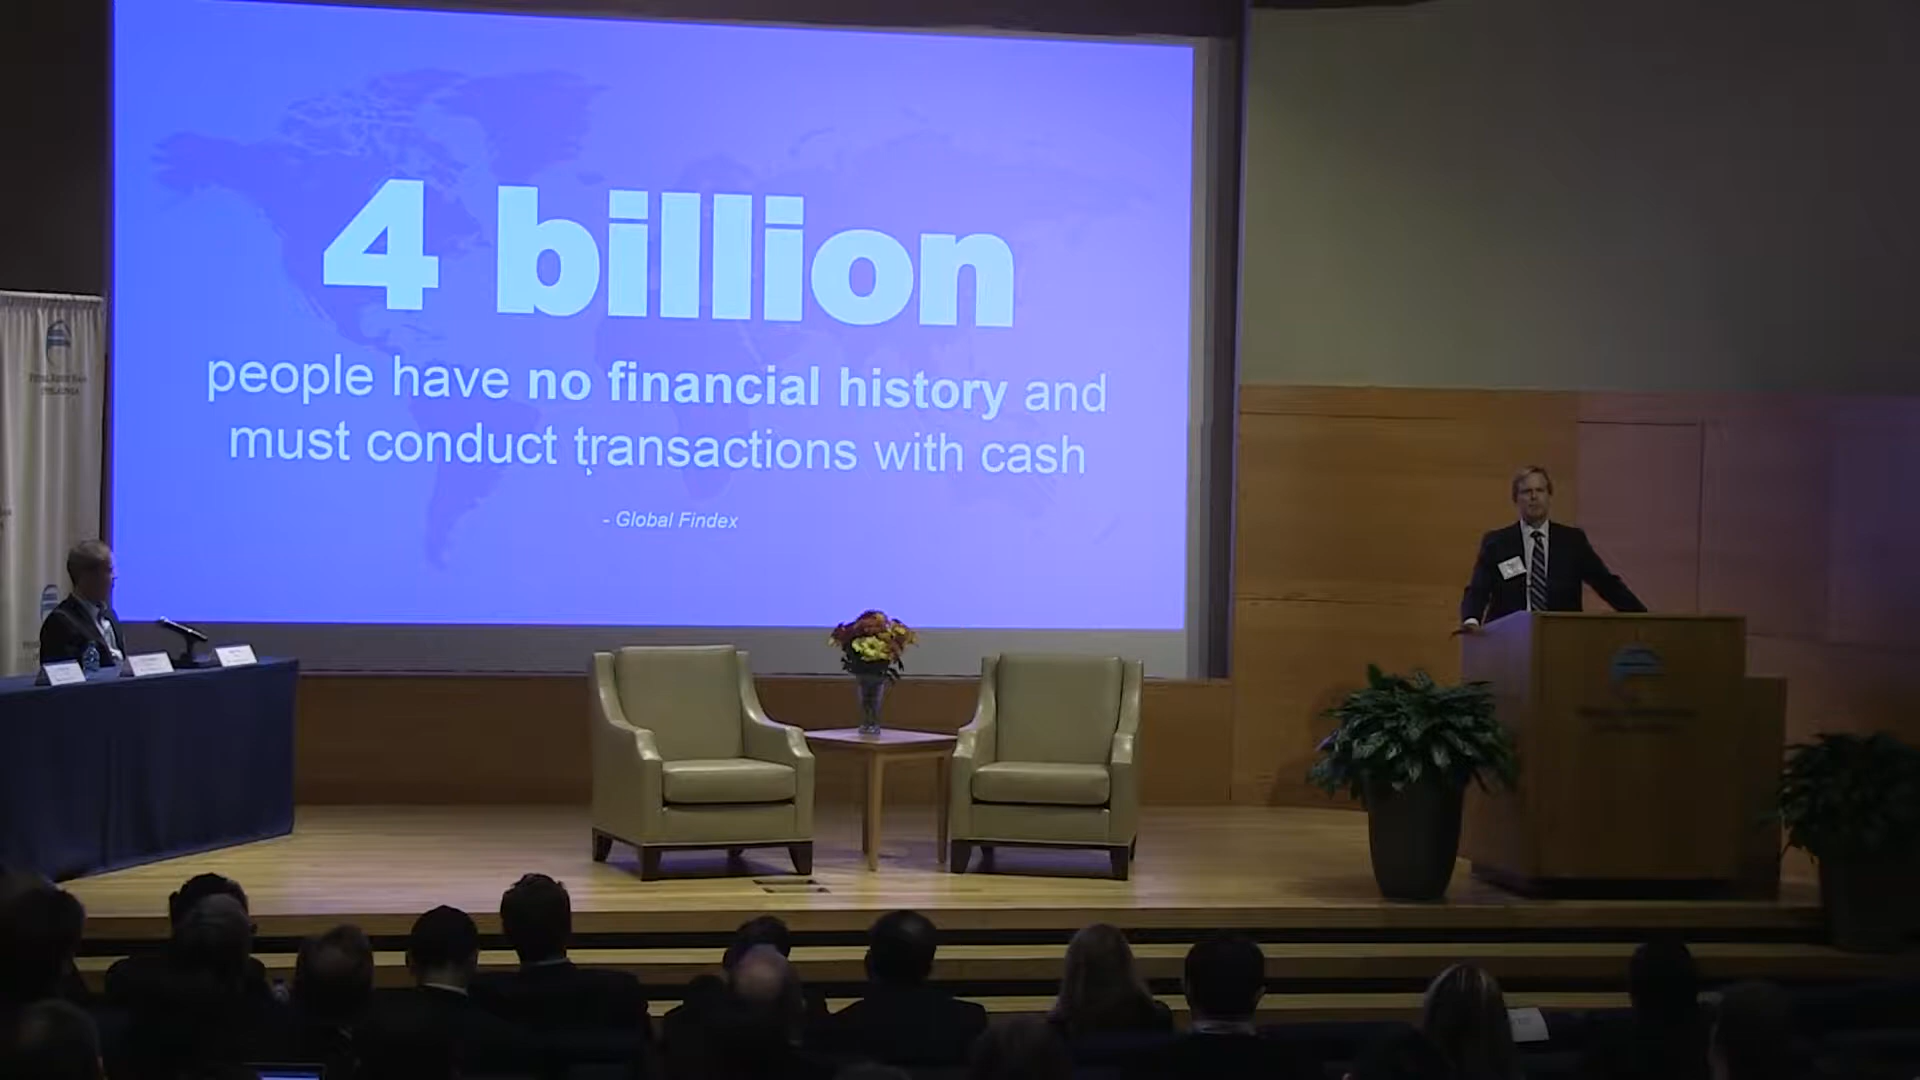 4 billion
people have no financial history and
must conduct transactions with cash
- Global Findex